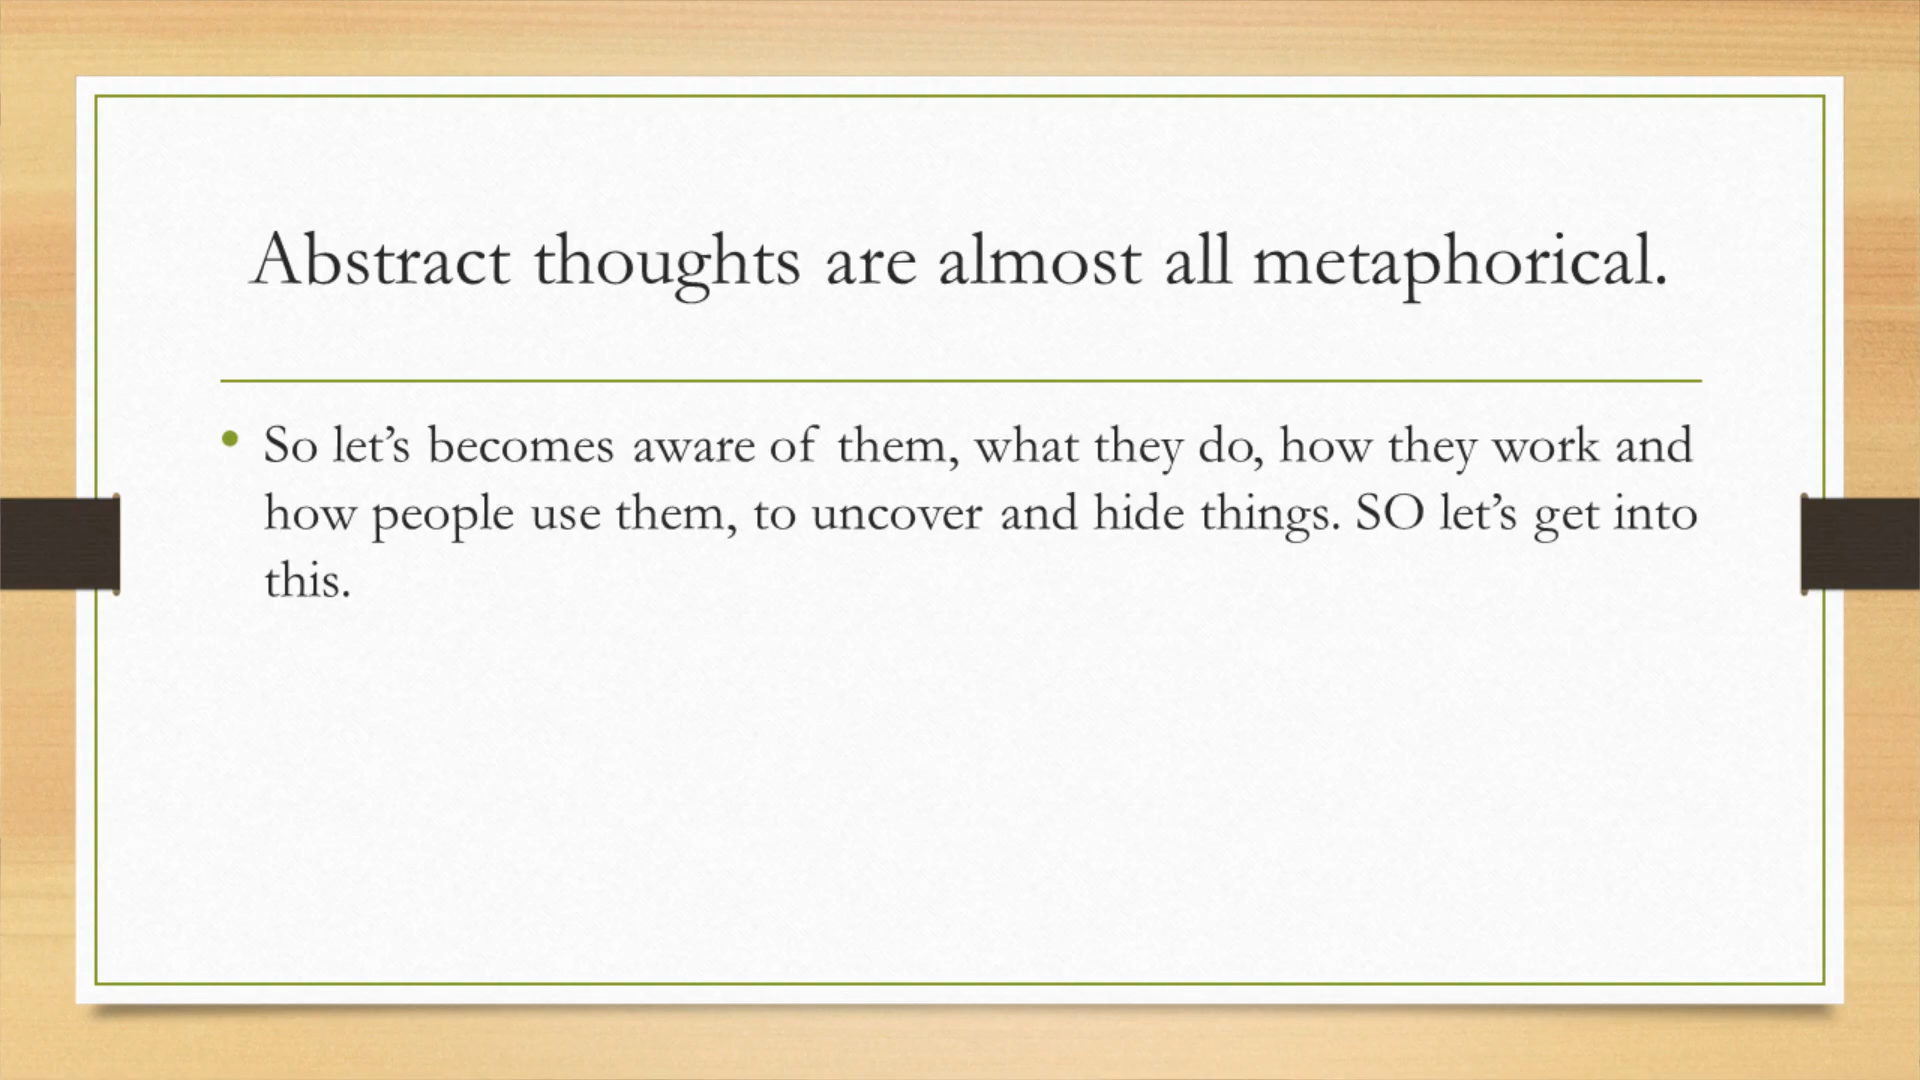 Abstract thoughts are almost all metaphorical.
• So let’s becomes aware of them, what they do, how they work and
how people use them, to uncover and hide things. SO let’s get into
this.